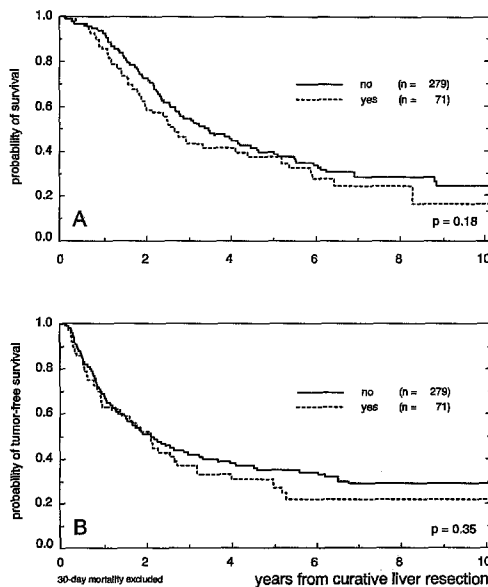 probability of survival
1.0
0.8
0.6
0.4
0.2
0.0
no (n = 279)
yes (n = 71)
A
p = 0.18
0 2 4 6 8 10
probability of tumor-free survival
1.0
0.8
0.6
0.4
0.2
0.0
no (n = 279)
yes (n = 71)
B
p = 0.35
0 2 4 6 8 10
30-day mortality excluded
years from curative liver resection